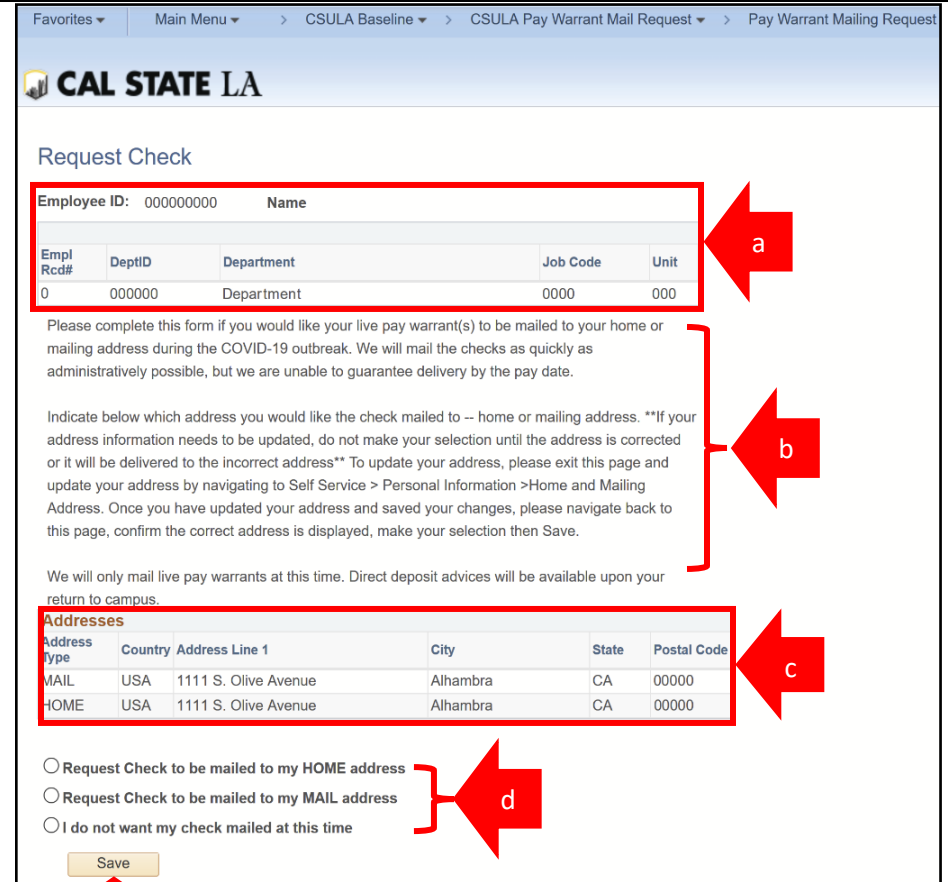 Favorites Main Menu > CSULA Baseline > CSULA Pay Warrant Mail Request > Pay Warrant Mailing Request
CAL STATE LA
Request Check
Employee ID: 000000000 Name
Empl Rcd# DeptID Department Job Code Unit
0 000000 Department 0000 000
a
Please complete this form if you would like your live pay warrant(s) to be mailed to your home or
mailing address during the COVID-19 outbreak. We will mail the checks as quickly as
administratively possible, but we are unable to guarantee delivery by the pay date.
Indicate below which address you would like the check mailed to -- home or mailing address. **If your
address information needs to be updated, do not make your selection until the address is corrected
or it will be delivered to the incorrect address** To update your address, please exit this page and
update your address by navigating to Self Service > Personal Information >Home and Mailing
Address. Once you have updated your address and saved your changes, please navigate back to
this page, confirm the correct address is displayed, make your selection then Save.
b
We will only mail live pay warrants at this time. Direct deposit advices will be available upon your
return to campus.
Addresses
Address Type Country Address Line 1 City State Postal Code
MAIL USA 1111 S. Olive Avenue Alhambra CA 00000
HOME USA 1111 S. Olive Avenue Alhambra CA 00000
c
Request Check to be mailed to my HOME address
Request Check to be mailed to my MAIL address
I do not want my check mailed at this time
d
Save